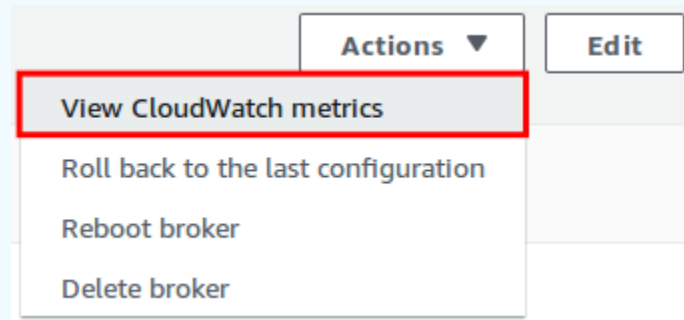 Actions Edit
View CloudWatch metrics
Roll back to the last configuration
Reboot broker
Delete broker